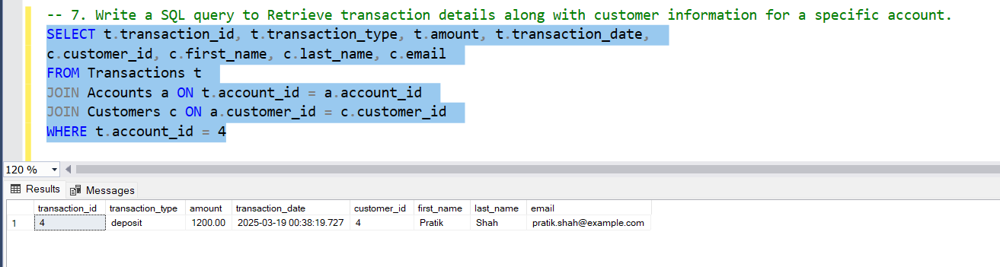 -- 7. Write a SQL query to Retrieve transaction details along with customer information for a specific account.
SELECT t.transaction_id, t.transaction_type, t.amount, t.transaction_date,
c.customer_id, c.first_name, c.last_name, c.email
FROM Transactions t
JOIN Accounts a ON t.account_id = a.account_id
JOIN Customers c ON a.customer_id = c.customer_id
WHERE t.account_id = 4
120 %
Results Messages
transaction_id transaction_type amount transaction_date customer_id first_name last_name email
1 4 deposit 1200.00 2025-03-19 00:38:19.727 4 Pratik Shah pratik.shah@example.com